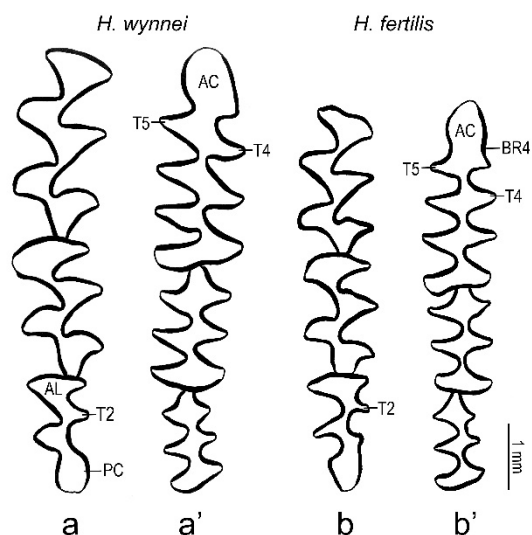 H. wynnei
H. fertilis
AC
T5
T4
AC
BR4
T5
T4
AL
T2
PC
T2
1 mm
a
a’
b
b’